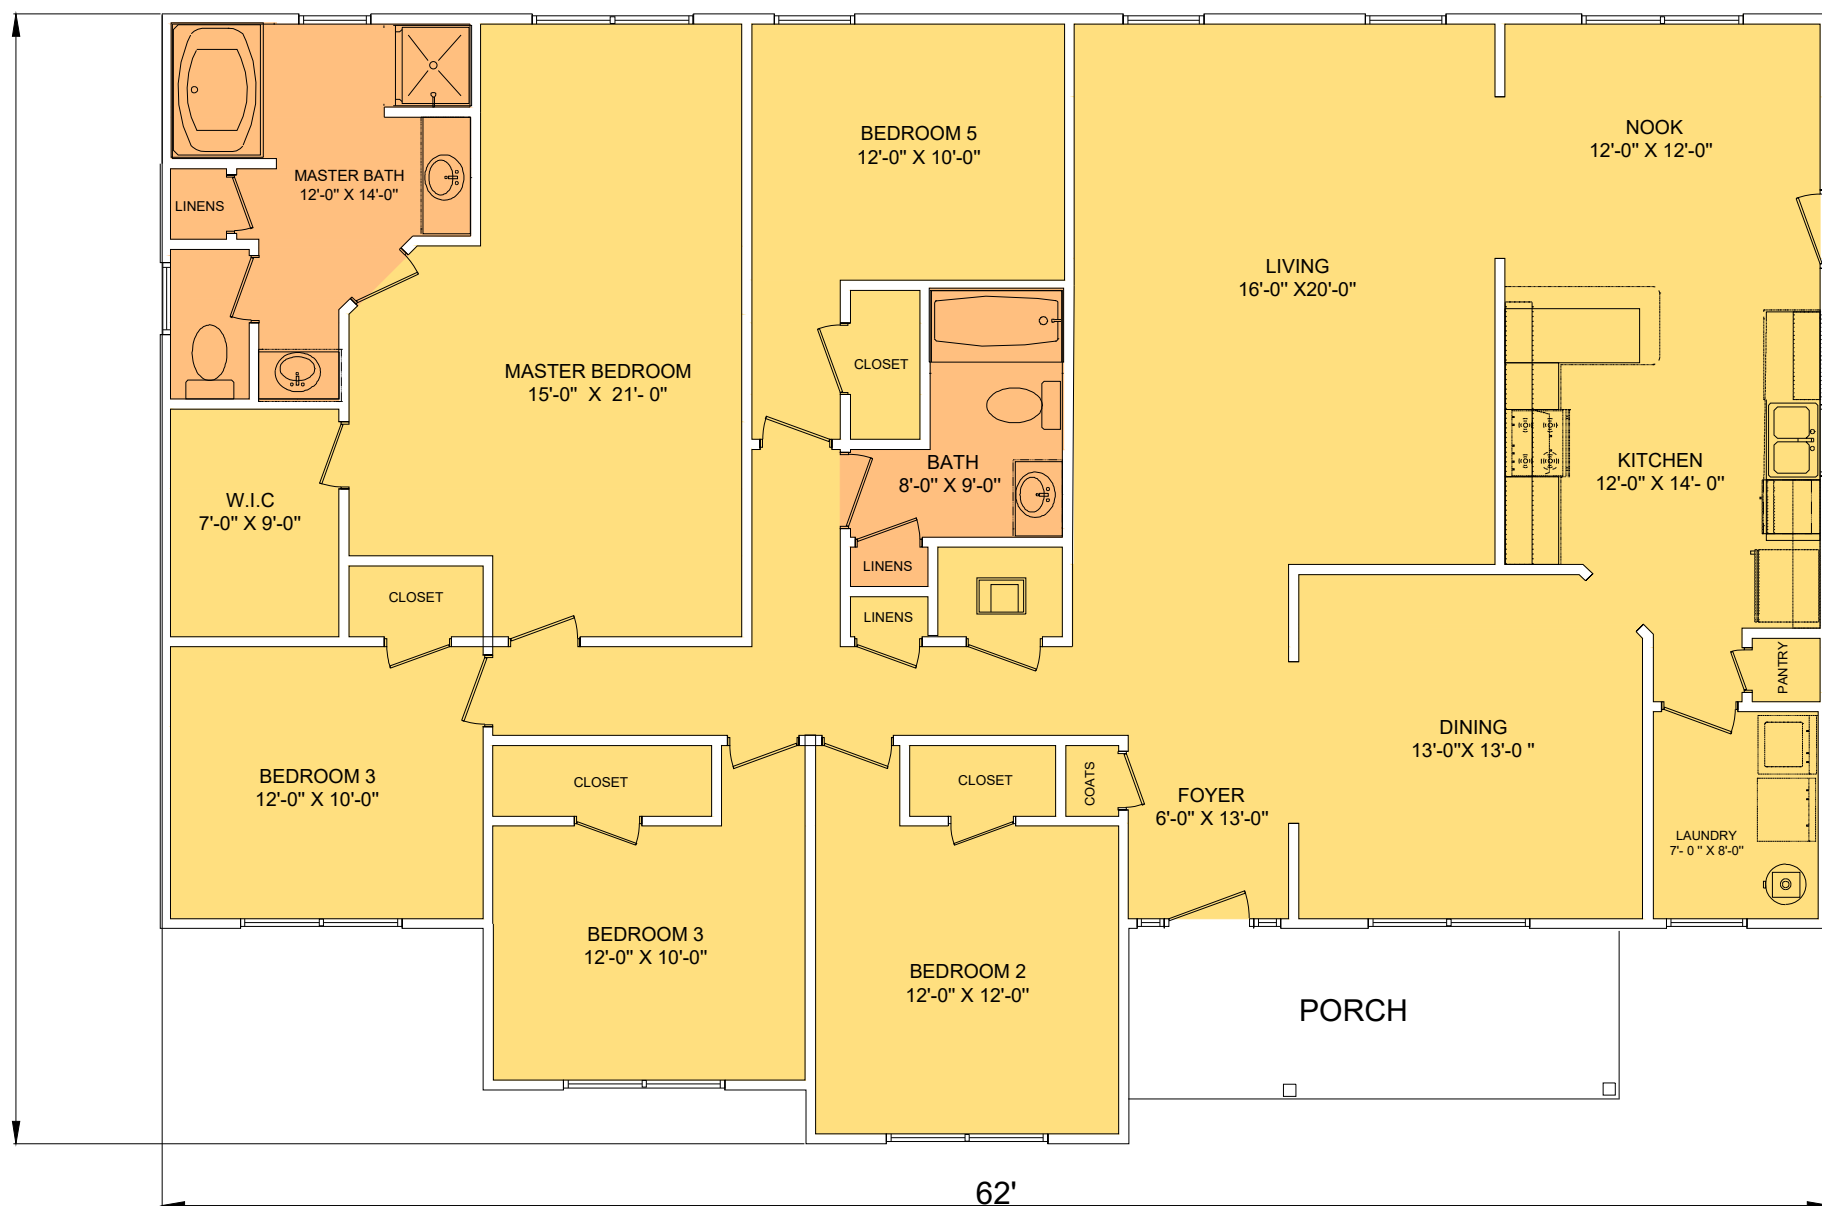 BEDROOM 5
12'-0" X 10'-0"
NOOK
12'-0" X 12'-0"
MASTER BATH
12'-0" X 14'-0"
LINENS
LIVING
16'-0" X20'-0"
CLOSET
MASTER BEDROOM
15'-0" X 21'- 0"
BATH
8'-0" X 9'-0"
KITCHEN
12'-0" X 14'- 0"
W.I.C
7'-0" X 9'-0"
LINENS
CLOSET
LINENS
PANTRY
DINING
13'-0"X 13'-0 "
BEDROOM 3
12'-0" X 10'-0"
CLOSET
CLOSET
COATS
FOYER
6'-0" X 13'-0"
LAUNDRY
7'- 0 " X 8'-0"
BEDROOM 3
12'-0" X 10'-0"
BEDROOM 2
12'-0" X 12'-0"
PORCH
62'